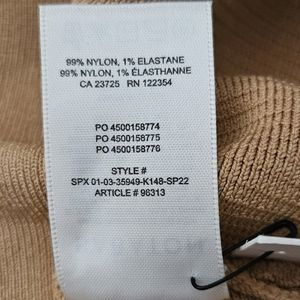 99% NYLON, 1% ELASTANE
99% NYLON, 1% ÉLASTHANNE
CA 23725 RN 122354
PO 4500158774
PO 4500158775
PO 4500158776
STYLE #
SPX 01-03-35949-K148-SP22
ARTICLE # 96313